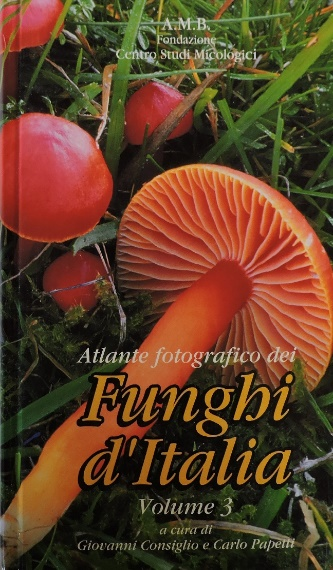 A.M.B.
Fondazione
Centro Studi Micologici
Atlante fotografico dei
Funghi
d'Italia
Volume 3
a cura di
Giovanni Consiglio e Carlo Papetti